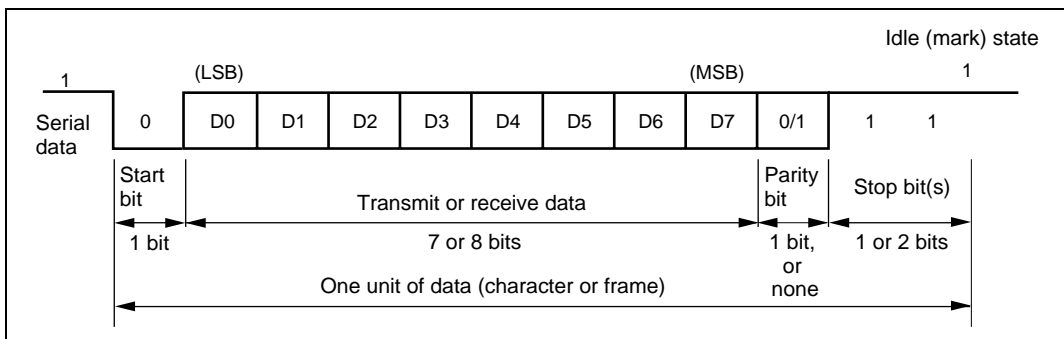 Idle (mark) state
1 (LSB) (MSB) 1
Serial data
0 D0 D1 D2 D3 D4 D5 D6 D7 0/1 1 1
Start bit
Transmit or receive data
Parity bit
Stop bit(s)
1 bit
7 or 8 bits
1 bit, or none
1 or 2 bits
One unit of data (character or frame)